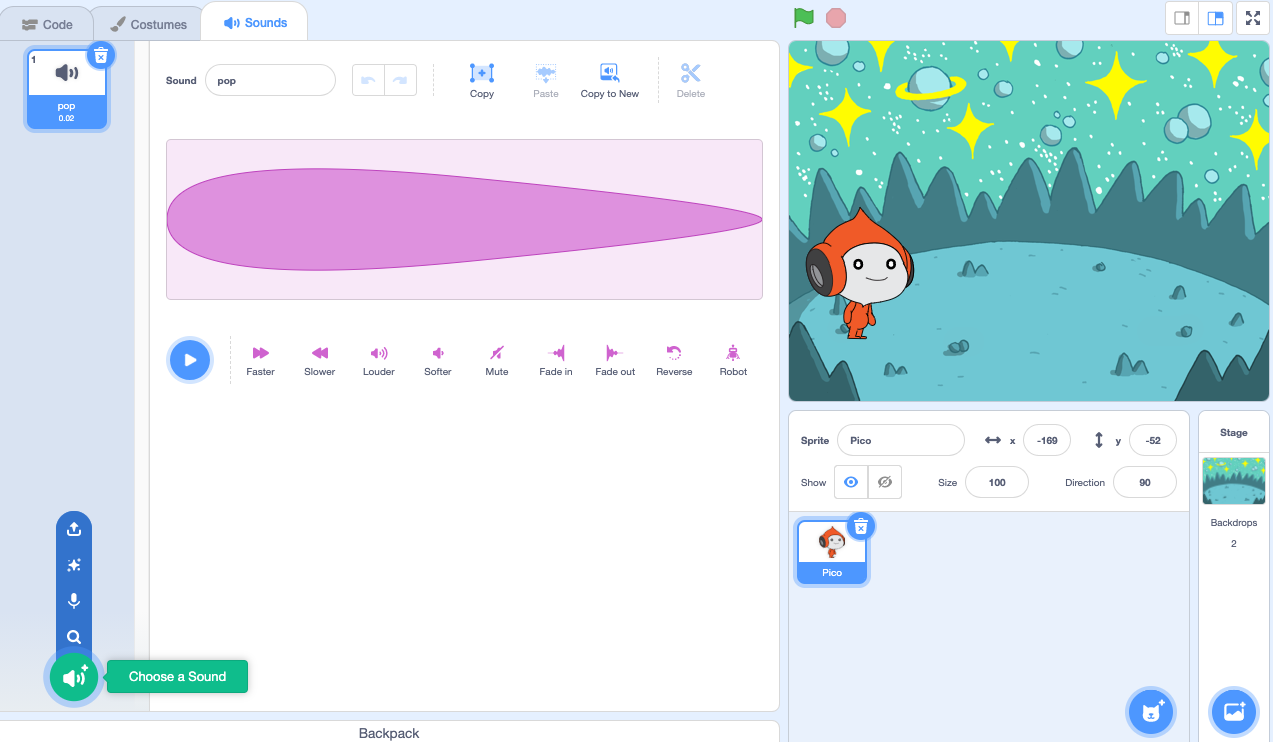 Code
Costumes
Sounds
1
pop
0.02
Sound
pop
Copy
Paste
Copy to New
Delete
Faster
Slower
Louder
Softer
Mute
Fade in
Fade out
Reverse
Robot
Choose a Sound
Backpack
Sprite
Pico
x
-169
y
-52
Show
Size
100
Direction
90
Pico
Stage
Backdrops
2